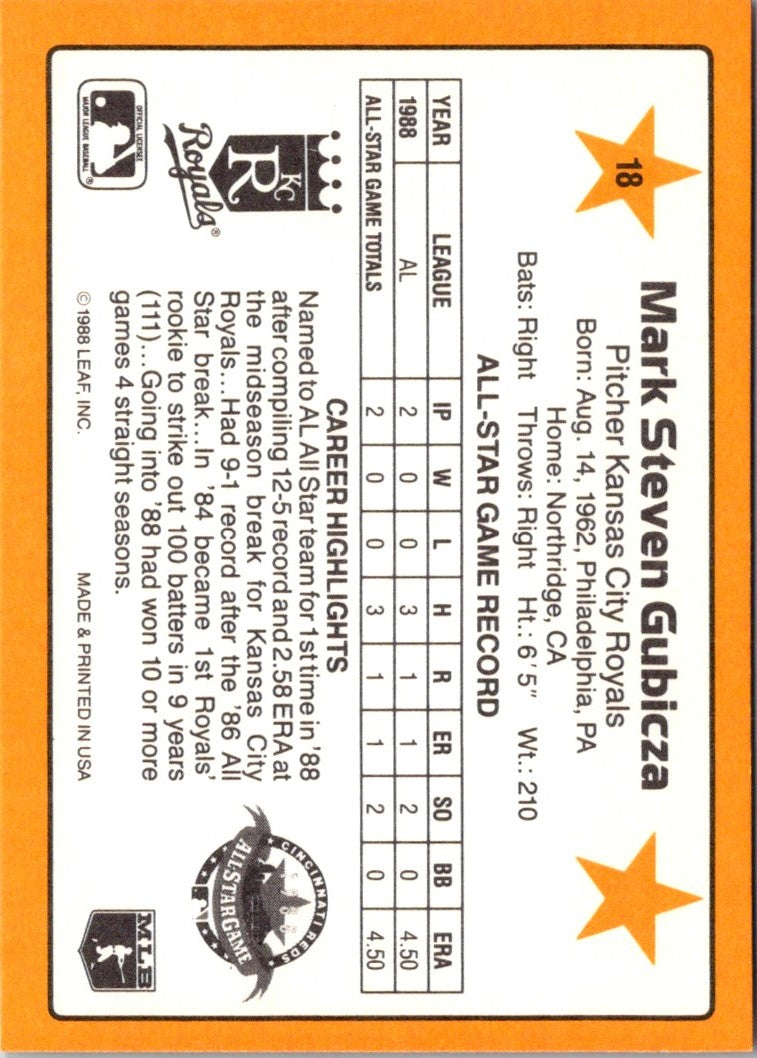 18
Mark Steven Gubicza
Pitcher Kansas City Royals
Born: Aug. 14, 1962, Philadelphia, PA
Home: Northridge, CA
Bats: Right Throws: Right Ht.: 6'5" Wt.: 210
ALL-STAR GAME RECORD
YEAR LEAGUE IP W L H R ER SO BB ERA
1988 AL 2 0 0 3 1 1 2 0 4.50
ALL-STAR GAME TOTALS 2 0 0 3 1 1 2 0 4.50
KC
R
Royals®
OFFICIAL LICENSEE
MAJOR LEAGUE BASEBALL ®
CAREER HIGHLIGHTS
Named to AL All Star team for 1st time in '88
after compiling 12-5 record and 2.58 ERA at
the midseason break for Kansas City
Royals...Had 9-1 record after the '86 All
Star break...In '84 became 1st Royals'
rookie to strike out 100 batters in 9 years
(111)...Going into '88 had won 10 or more
games 4 straight seasons.
CINCINNATI REDS
1988
ALL-STAR GAME
MLB
© 1988 LEAF, INC. MADE & PRINTED IN USA